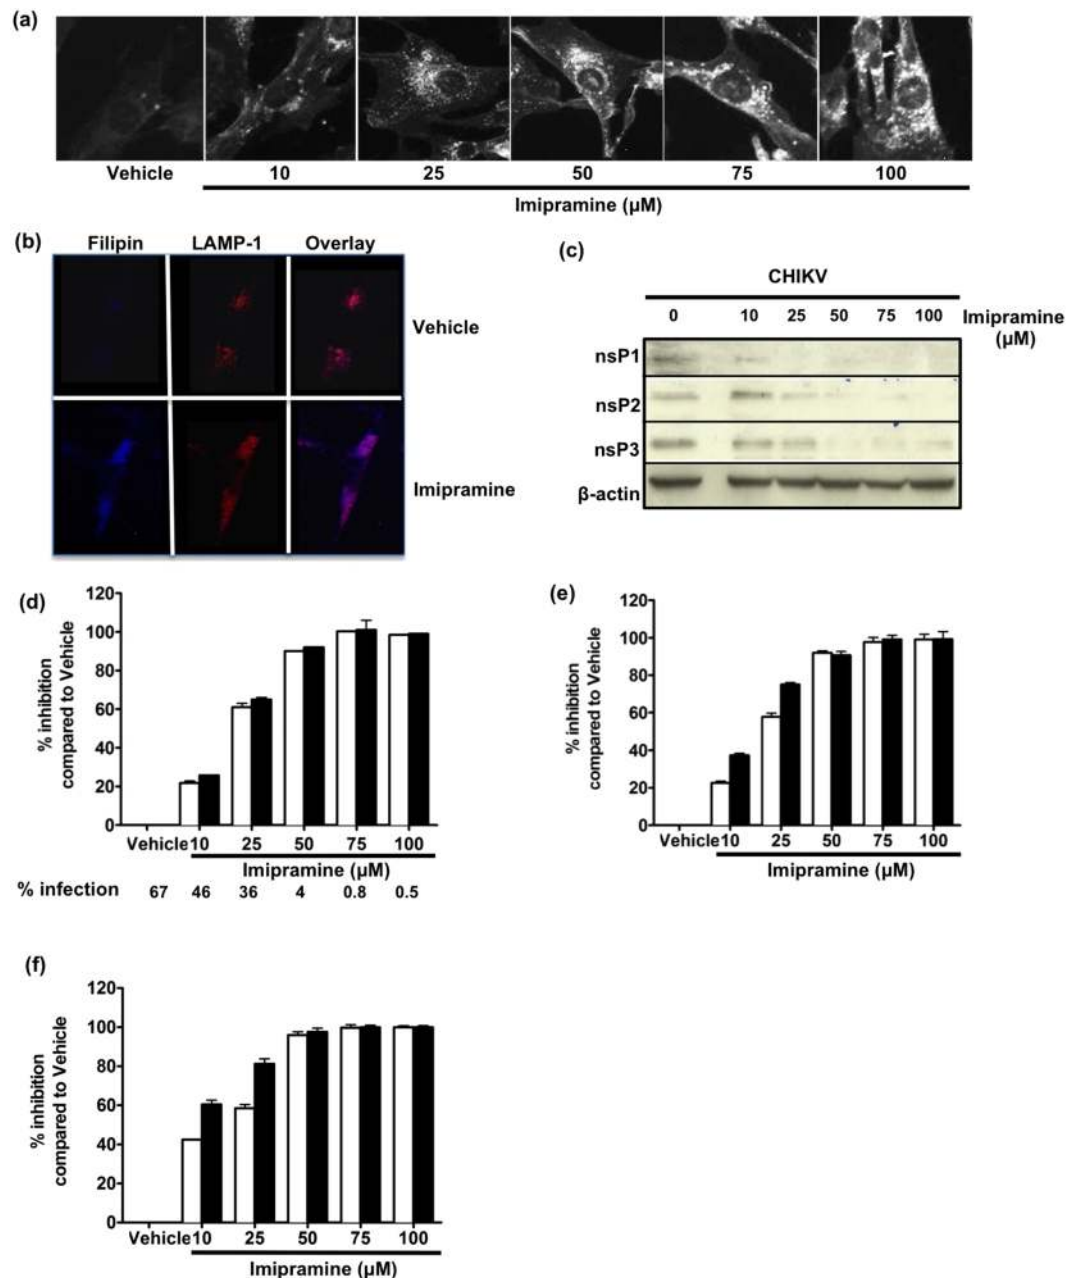 (a)
Vehicle 10 25 50 75 100
Imipramine (µM)
(b)
Filipin LAMP-1 Overlay
Vehicle
Imipramine
(c)
CHIKV
0 10 25 50 75 100 Imipramine
(µM)
nsP1
nsP2
nsP3
β-actin
(d)
% inhibition
compared to Vehicle
120
100
80
60
40
20
0
Vehicle 10 25 50 75 100
Imipramine (µM)
% infection 67 46 36 4 0.8 0.5
(e)
% inhibition
compared to Vehicle
120
100
80
60
40
20
0
Vehicle 10 25 50 75 100
Imipramine (µM)
(f)
% inhibition
compared to Vehicle
120
100
80
60
40
20
0
Vehicle 10 25 50 75 100
Imipramine (µM)